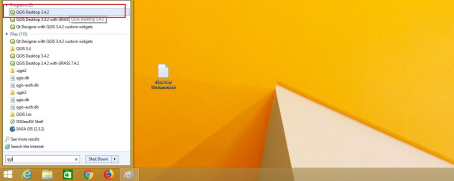 Programs (3)
QGIS Desktop 3.4.2
QGIS Desktop 3.4.2 with GRASS QGIS Desktop 3.4.2
Qt Designer with QGIS 3.4.2 custom widgets
Files (110)
Qt Designer with QGIS 3.4.2 custom widgets
QGIS 3.4
QGIS Desktop 3.4.2
QGIS Desktop 3.4.2 with GRASS 7.4.2
.qgis2
qgis.db
qgis-auth.db
.qgis2
qgis.db
qgis-auth.db
QGIS
OSGeo4W Shell
SAGA GIS (2.3.2)
See more results
Search the Internet
Shut Down